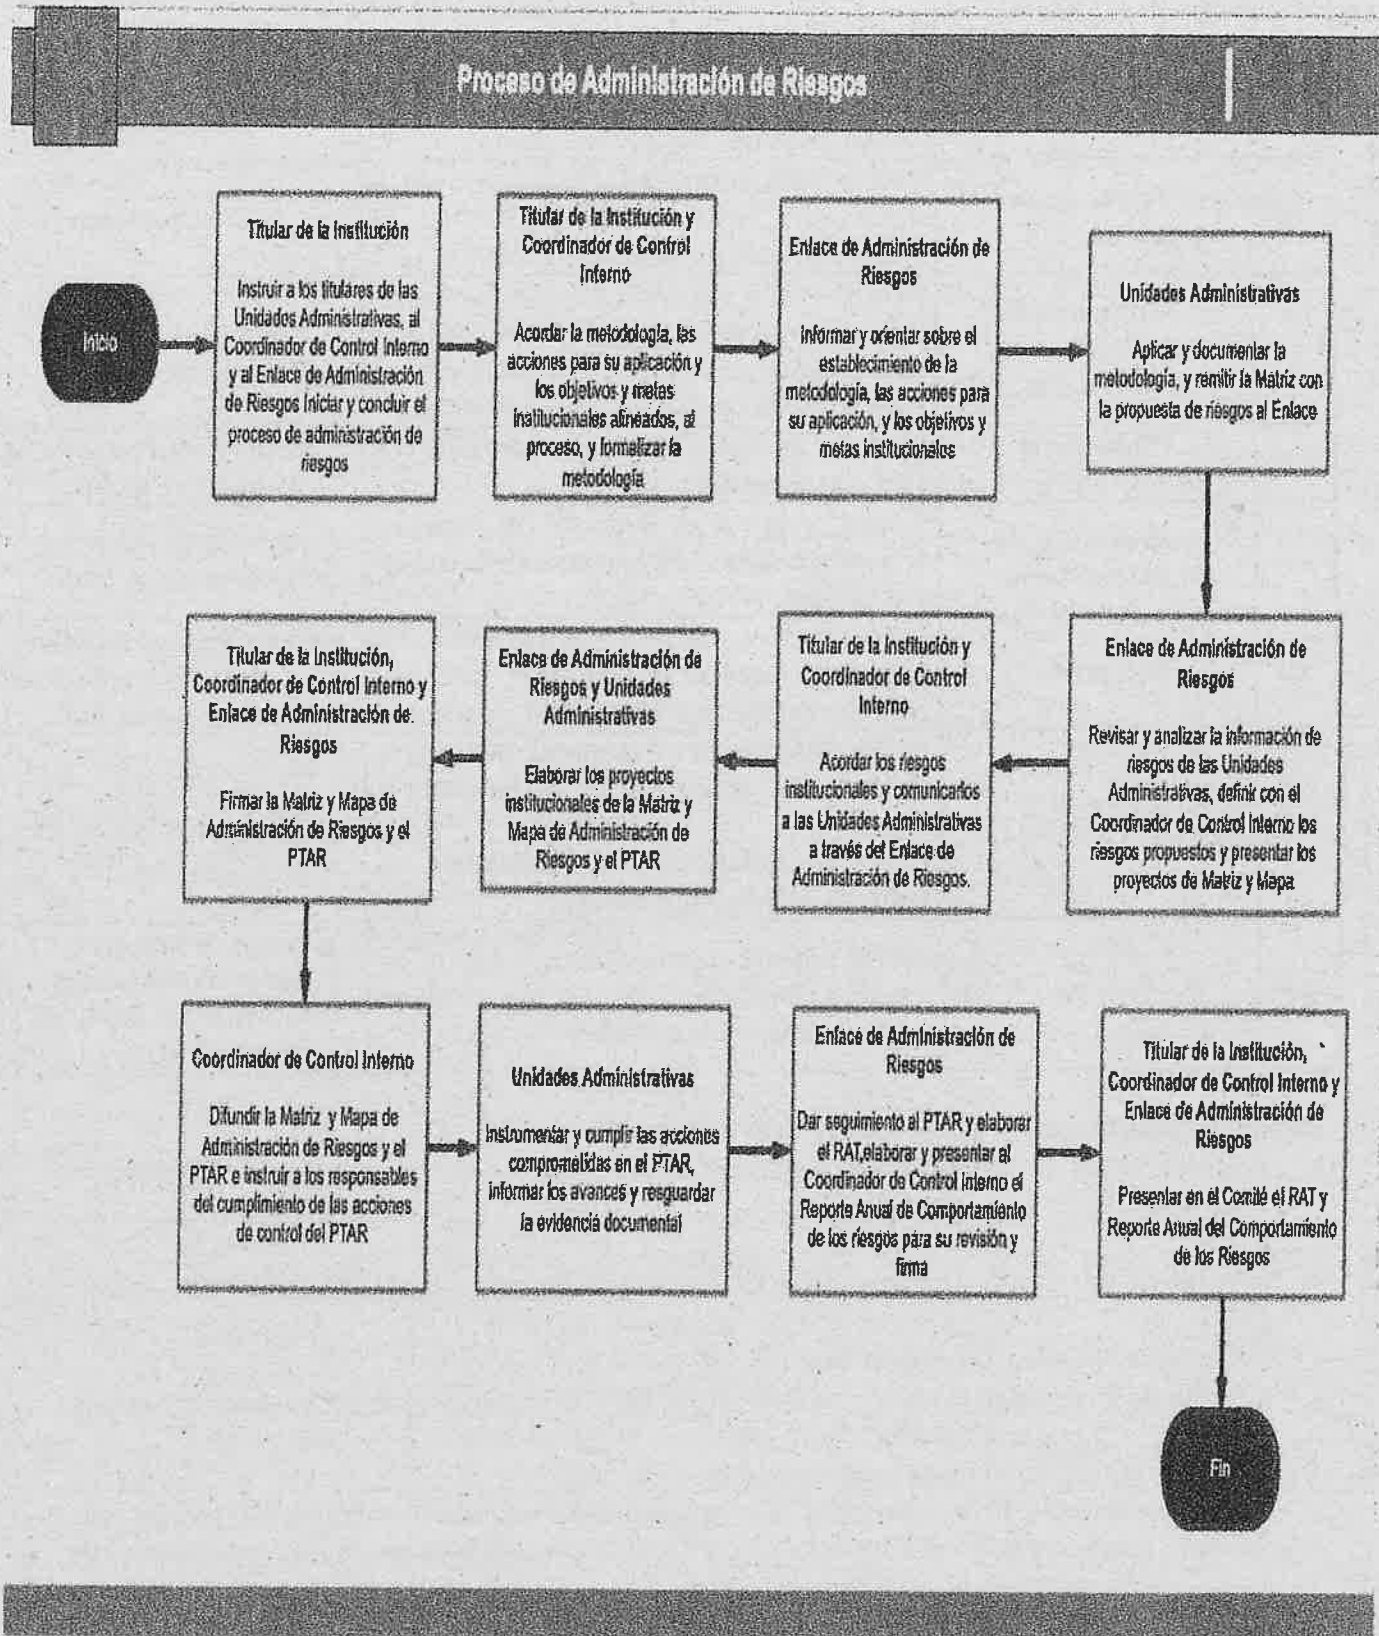 Proceso de Administración de Riesgos
Inicio
Titular de la Institución
Instruir a los titulares de las
Unidades Administrativas, al
Coordinador de Control Interno
y al Enlace de Administración
de Riesgos iniciar y concluir el
proceso de administración de
riesgos
Titular de la Institución y
Coordinador de Control
Interno
Acordar la metodología, las
acciones para su aplicación y
los objetivos y metas
institucionales alineados, al
proceso, y formalizar la
metodología
Enlace de Administración de
Riesgos
Informar y orientar sobre el
establecimiento de la
metodología, las acciones para
su aplicación, y los objetivos y
metas institucionales
Unidades Administrativas
Aplicar y documentar la
metodología, y remitir la Matriz con
la propuesta de riesgos al Enlace
Enlace de Administración de
Riesgos
Revisar y analizar la información de
riesgos de las Unidades
Administrativas, definir con el
Coordinador de Control Interno los
riesgos propuestos y presentar los
proyectos de Matriz y Mapa
Titular de la Institución y
Coordinador de Control
Interno
Acordar los riesgos
institucionales y comunicarlos
a las Unidades Administrativas
a través del Enlace de
Administración de Riesgos.
Enlace de Administración de
Riesgos y Unidades
Administrativas
Elaborar los proyectos
institucionales de la Matriz y
Mapa de Administración de
Riesgos y el PTAR
Titular de la Institución,
Coordinador de Control Interno y
Enlace de Administración de
Riesgos
Firmar la Matriz y Mapa de
Administración de Riesgos y el
PTAR
Coordinador de Control Interno
Difundir la Matriz y Mapa de
Administración de Riesgos y el
PTAR e instruir a los responsables
del cumplimiento de las acciones
de control del PTAR
Unidades Administrativas
Instrumentar y cumplir las acciones
comprometidas en el PTAR,
informar los avances y resguardar
la evidencia documental
Enlace de Administración de
Riesgos
Dar seguimiento al PTAR y elaborar
el RAT,elaborar y presentar al
Coordinador de Control Interno el
Reporte Anual de Comportamiento
de los riesgos para su revisión y
firma
Titular de la Institución,
Coordinador de Control Interno y
Enlace de Administración de
Riesgos
Presentar en el Comité el RAT y
Reporte Anual del Comportamiento
de los Riesgos
Fin